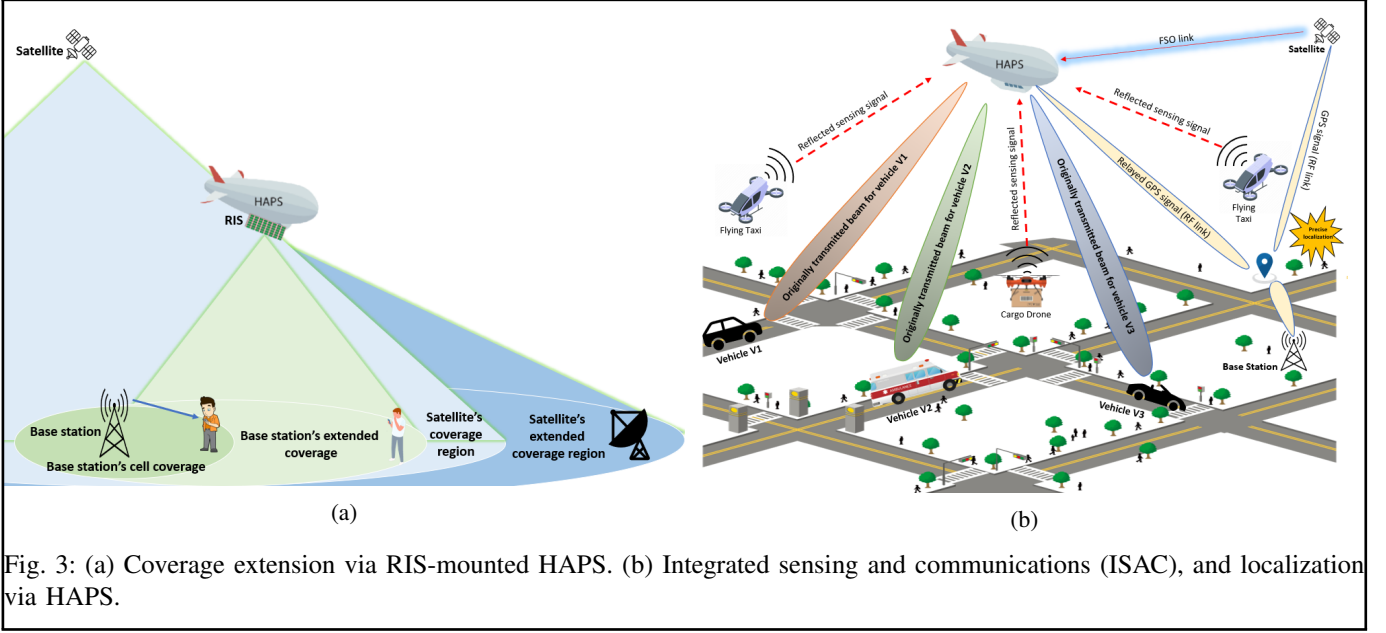 Satellite
HAPS
RIS
Base station
Base station's cell coverage
Base station's extended
coverage
Satellite's
coverage
region
Satellite's
extended
coverage region
(a)
HAPS
FSO link
Satellite
Reflected sensing signal
Reflected sensing signal
Reflected sensing signal
GPS signal (RF link)
Relayed GPS signal (RF link)
Originally transmitted beam for vehicle V1
Originally transmitted beam for vehicle V2
Originally transmitted beam for vehicle V3
Flying Taxi
Flying
Taxi
Precise
localization
Cargo Drone
Vehicle V1
AMBULANCE
Vehicle V2
Vehicle V3
Base Station
(b)
Fig. 3: (a) Coverage extension via RIS-mounted HAPS. (b) Integrated sensing and communications (ISAC), and localization
via HAPS.